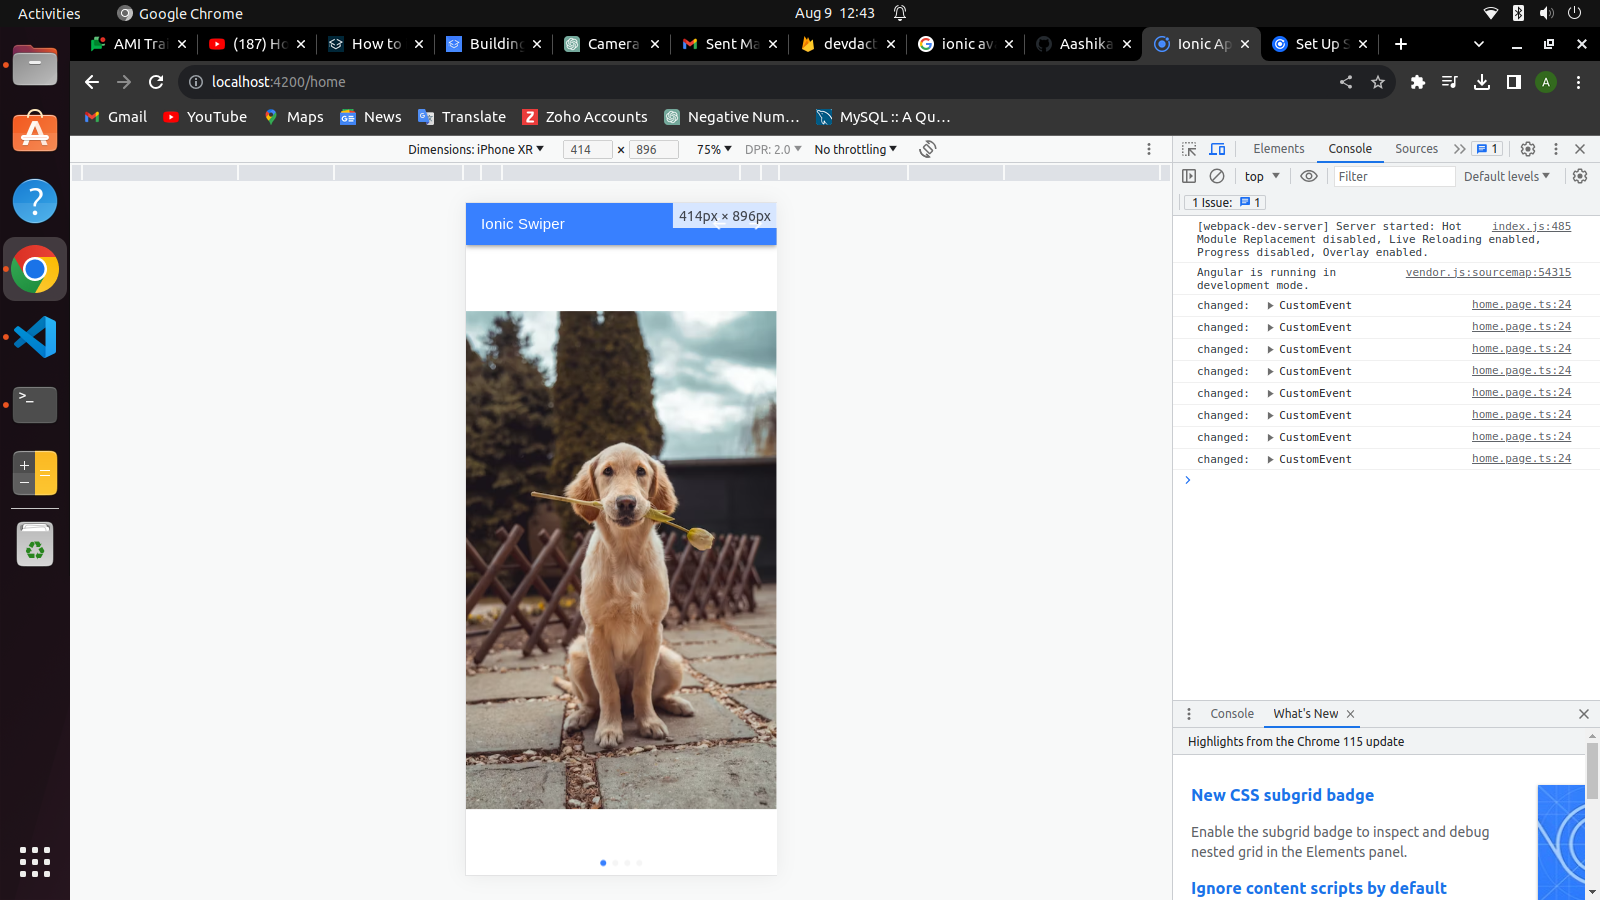 Activities
Google Chrome
Aug 9 12:43
AMI Tra
(187) Ho
How to
Building
Camera
Sent Ma
devdact
ionic av
Aashika
Ionic Ap
Set Up S
localhost:4200/home
A
Gmail
YouTube
Maps
News
Translate
Zoho Accounts
Negative Num…
MySQL :: A Qu…
Dimensions: iPhone XR
414 × 896
75%
DPR: 2.0
No throttling
Elements
Console
Sources
1
top
Filter
Default levels
1 Issue: 1
Ionic Swiper
414px × 896px
[webpack-dev-server] Server started: Hot Module Replacement disabled, Live Reloading enabled, Progress disabled, Overlay enabled.
index.js:485
Angular is running in development mode.
vendor.js:sourcemap:54315
changed: CustomEvent home.page.ts:24
changed: CustomEvent home.page.ts:24
changed: CustomEvent home.page.ts:24
changed: CustomEvent home.page.ts:24
changed: CustomEvent home.page.ts:24
changed: CustomEvent home.page.ts:24
changed: CustomEvent home.page.ts:24
changed: CustomEvent home.page.ts:24
Console
What's New
Highlights from the Chrome 115 update
New CSS subgrid badge
Enable the subgrid badge to inspect and debug
nested grid in the Elements panel.
Ignore content scripts by default